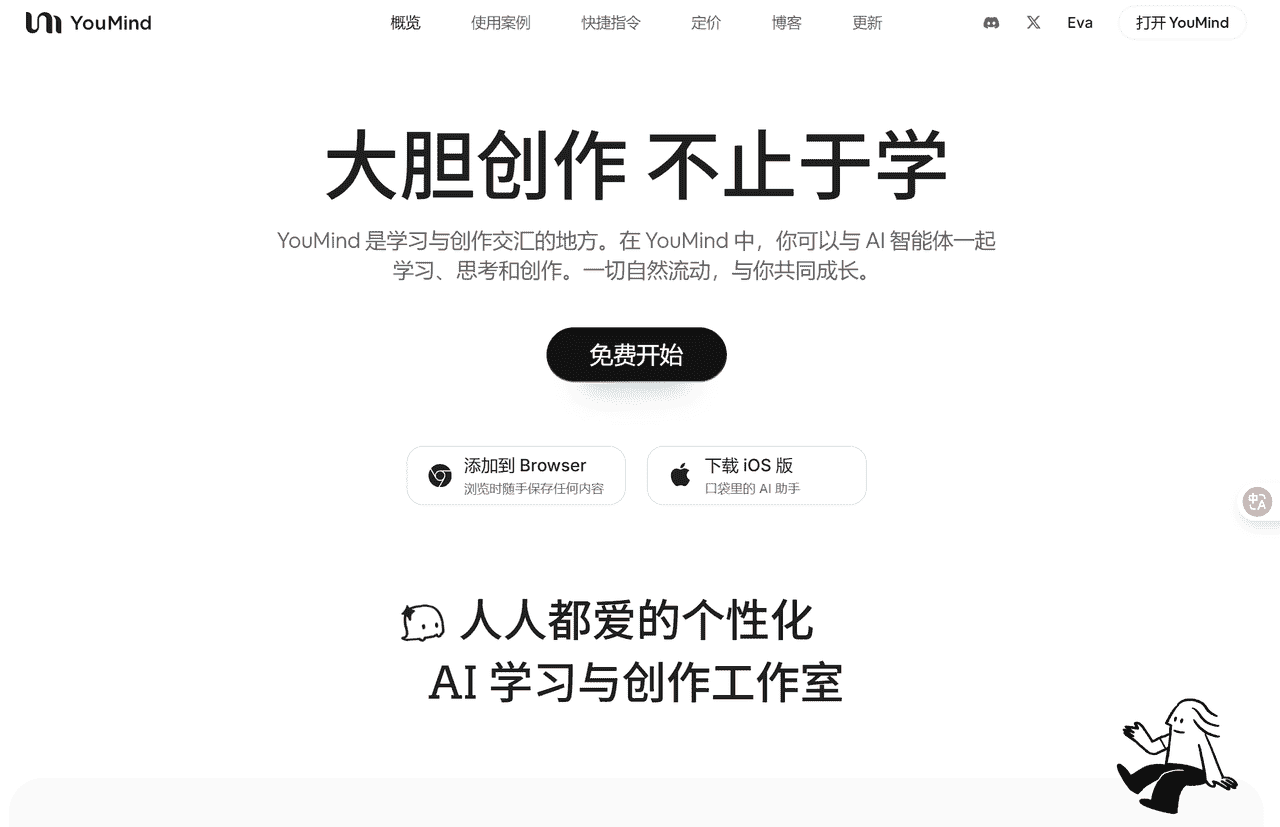 YouMind
概览
使用案例
快捷指令
定价
博客
更新
Eva
打开 YouMind
大胆创作 不止于学
YouMind 是学习与创作交汇的地方。在 YouMind 中，你可以与 AI 智能体一起
学习、思考和创作。一切自然流动，与你共同成长。
免费开始
添加到 Browser
浏览时随手保存任何内容
下载 iOS 版
口袋里的 AI 助手
中A
人人都爱的个性化
AI 学习与创作工作室